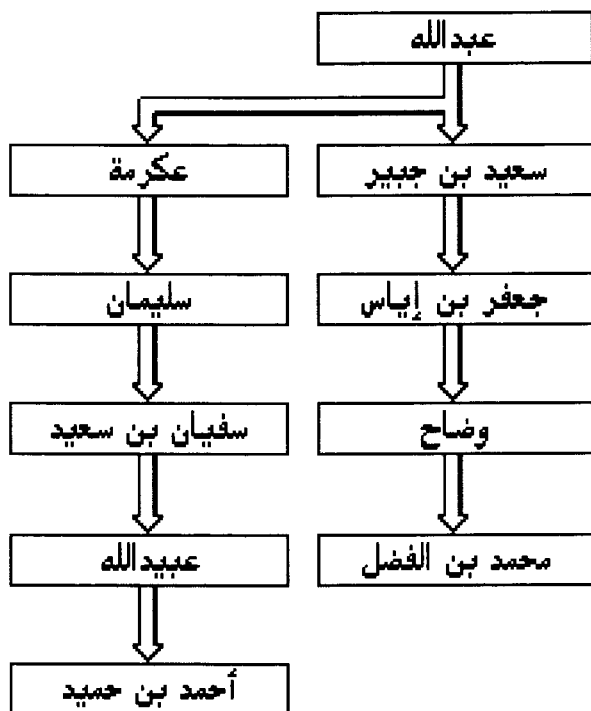 عبدالله
سعيد بن جبير
عكرمة
جعفر بن إياس
سليمان
وضاح
سفيان بن سعيد
محمد بن الفضل
عبيدالله
أحمد بن حميد